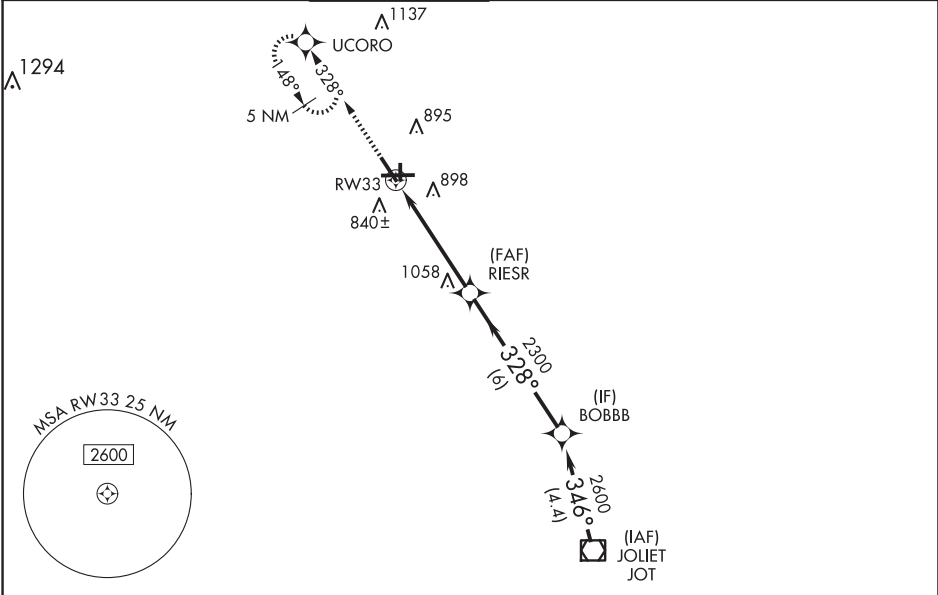 1137
UCORO
1294
328°
148°
5 NM
895
RW33
898
840±
(FAF)
RIESR
1058
2300
328°
(6)
(IF)
BOBBB
MSA RW33 25 NM
2600
2600
346°
(4.4)
(IAF)
JOLIET
JOT